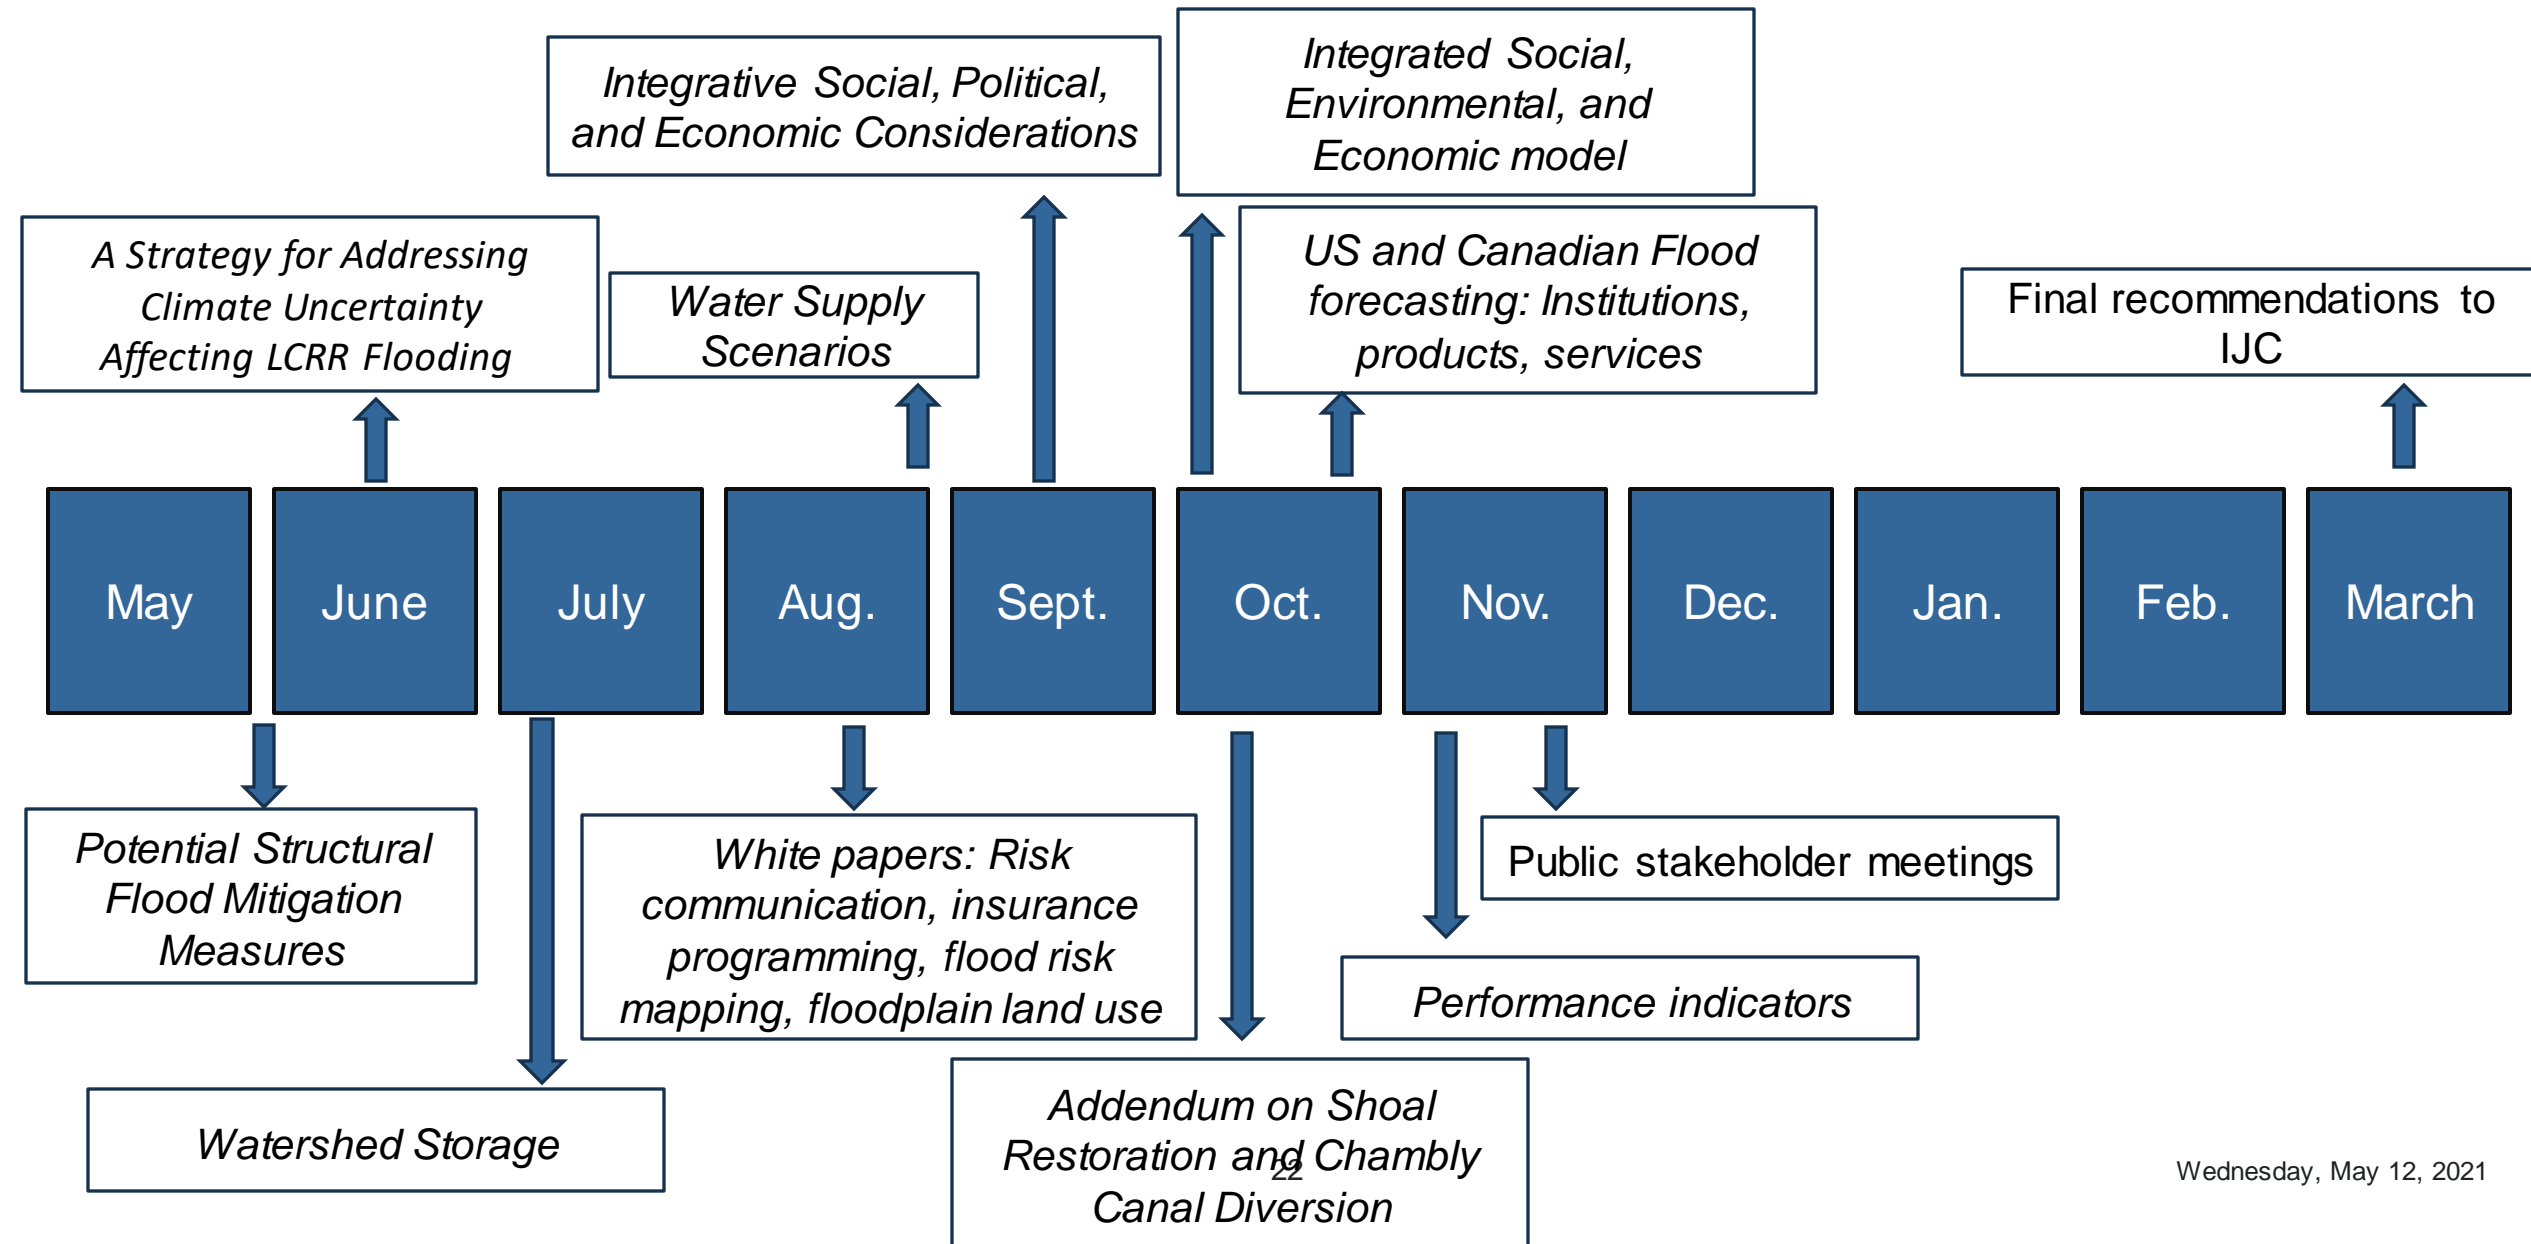 Integrative Social, Political,
and Economic Considerations
Integrated Social,
Environmental, and
Economic model
A Strategy for Addressing
Climate Uncertainty
Affecting LCRR Flooding
Water Supply
Scenarios
US and Canadian Flood
forecasting: Institutions,
products, services
Final recommendations to
IJC
May
June
July
Aug.
Sept.
Oct.
Nov.
Dec.
Jan.
Feb.
March
Potential Structural
Flood Mitigation
Measures
White papers: Risk
communication, insurance
programming, flood risk
mapping, floodplain land use
Public stakeholder meetings
Performance indicators
Watershed Storage
Addendum on Shoal
Restoration and Chambly
Canal Diversion
22
Wednesday, May 12, 2021